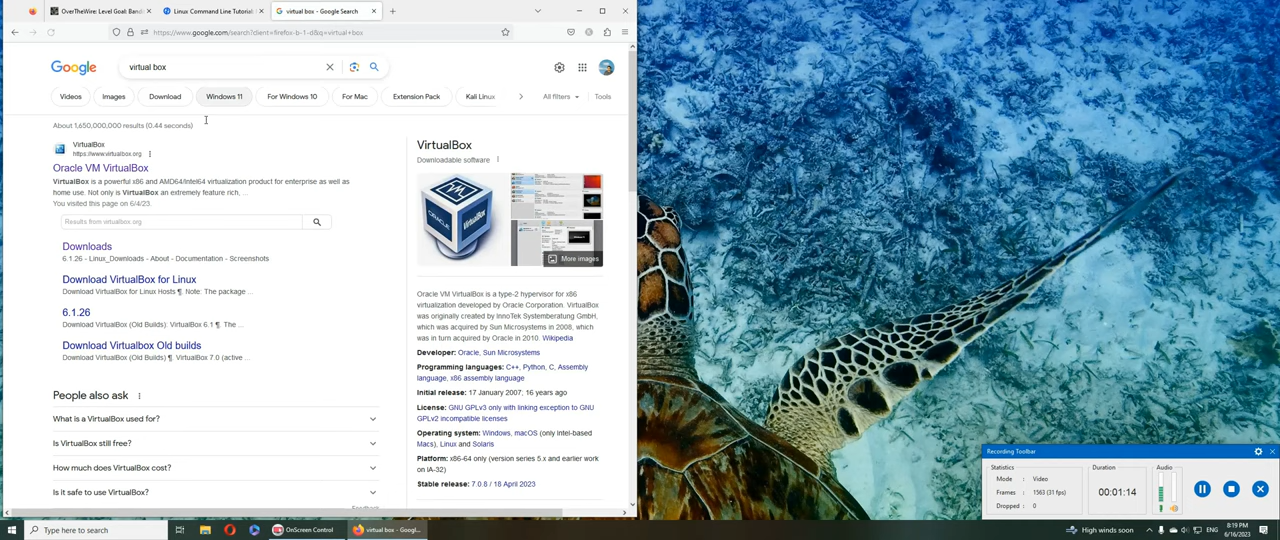 OverTheWire: Level Goal: Band
Linux Command Line Tutorial
virtual box - Google Search
https://www.google.com/search?client=firefox-b-1-d&q=virtual+box
Google
virtual box
Videos
Images
Download
Windows 11
For Windows 10
For Mac
Extension Pack
Kali Linux
All filters
Tools
About 1,650,000,000 results (0.44 seconds)
VirtualBox
https://www.virtualbox.org
Oracle VM VirtualBox
VirtualBox is a powerful x86 and AMD64/Intel64 virtualization product for enterprise as well as
home use. Not only is VirtualBox an extremely feature rich, ...
You visited this page on 6/4/23.
Results from virtualbox.org
Downloads
6.1.26 - Linux_Downloads - About - Documentation - Screenshots
Download VirtualBox for Linux
Download VirtualBox for Linux Hosts ¶. Note: The package ...
6.1.26
Download VirtualBox (Old Builds): VirtualBox 6.1 ¶. The ...
Download Virtualbox Old builds
Download VirtualBox (Old Builds) ¶. VirtualBox 7.0 (active ...
People also ask
What is a VirtualBox used for?
Is VirtualBox still free?
How much does VirtualBox cost?
Is it safe to use VirtualBox?
Feedback
VirtualBox
Downloadable software
ORACLE
VirtualBox
More images
Oracle VM VirtualBox is a type-2 hypervisor for x86
virtualization developed by Oracle Corporation. VirtualBox
was originally created by InnoTek Systemberatung GmbH,
which was acquired by Sun Microsystems in 2008, which
was in turn acquired by Oracle in 2010. Wikipedia
Developer: Oracle, Sun Microsystems
Programming languages: C++, Python, C, Assembly
language, x86 assembly language
Initial release: 17 January 2007; 16 years ago
License: GNU GPLv3 only with linking exception to GNU
GPLv2 incompatible licenses
Operating system: Windows, macOS (only intel-based
Macs), Linux and Solaris
Platform: x86-64 only (version series 5.x and earlier work
on IA-32)
Stable release: 7.0.8 / 18 April 2023
Recording Toolbar
Statistics
Mode : Video
Frames : 1563 (31 fps)
Dropped : 0
Duration
00:01:14
Audio
Type here to search
OnScreen Control
virtual box - Googl...
High winds soon
ENG
8:19 PM
6/16/2023